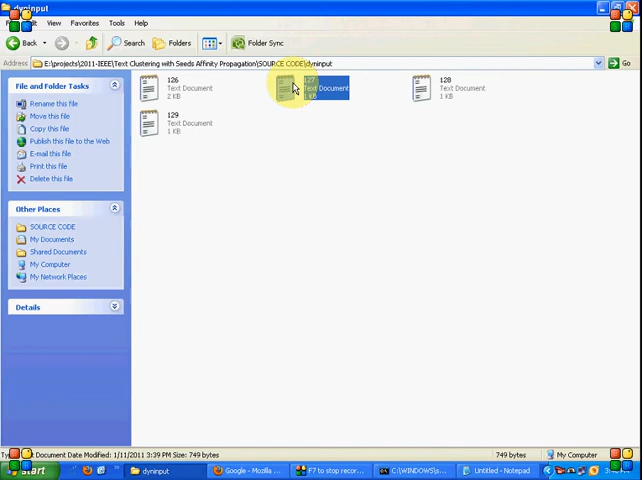 dyninput
View Favorites Tools Help
Back Search Folders Folder Sync
Address E:\projects\2011-IEEE\Text Clustering with Seeds Affinity Propagation\SOURCE CODE\dyninput Go
File and Folder Tasks
Rename this file
Move this file
Copy this file
Publish this file to the Web
E-mail this file
Print this file
Delete this file
Other Places
SOURCE CODE
My Documents
Shared Documents
My Computer
My Network Places
Details
126
Text Document
2 KB
127
Text Document
1 KB
128
Text Document
1 KB
129
Text Document
1 KB
Document Date Modified: 1/11/2011 3:39 PM Size: 749 bytes 749 bytes My Computer
start dyninput Google - Mozilla ... F7 to stop recor... C:\WINDOWS\s... Untitled - Notepad